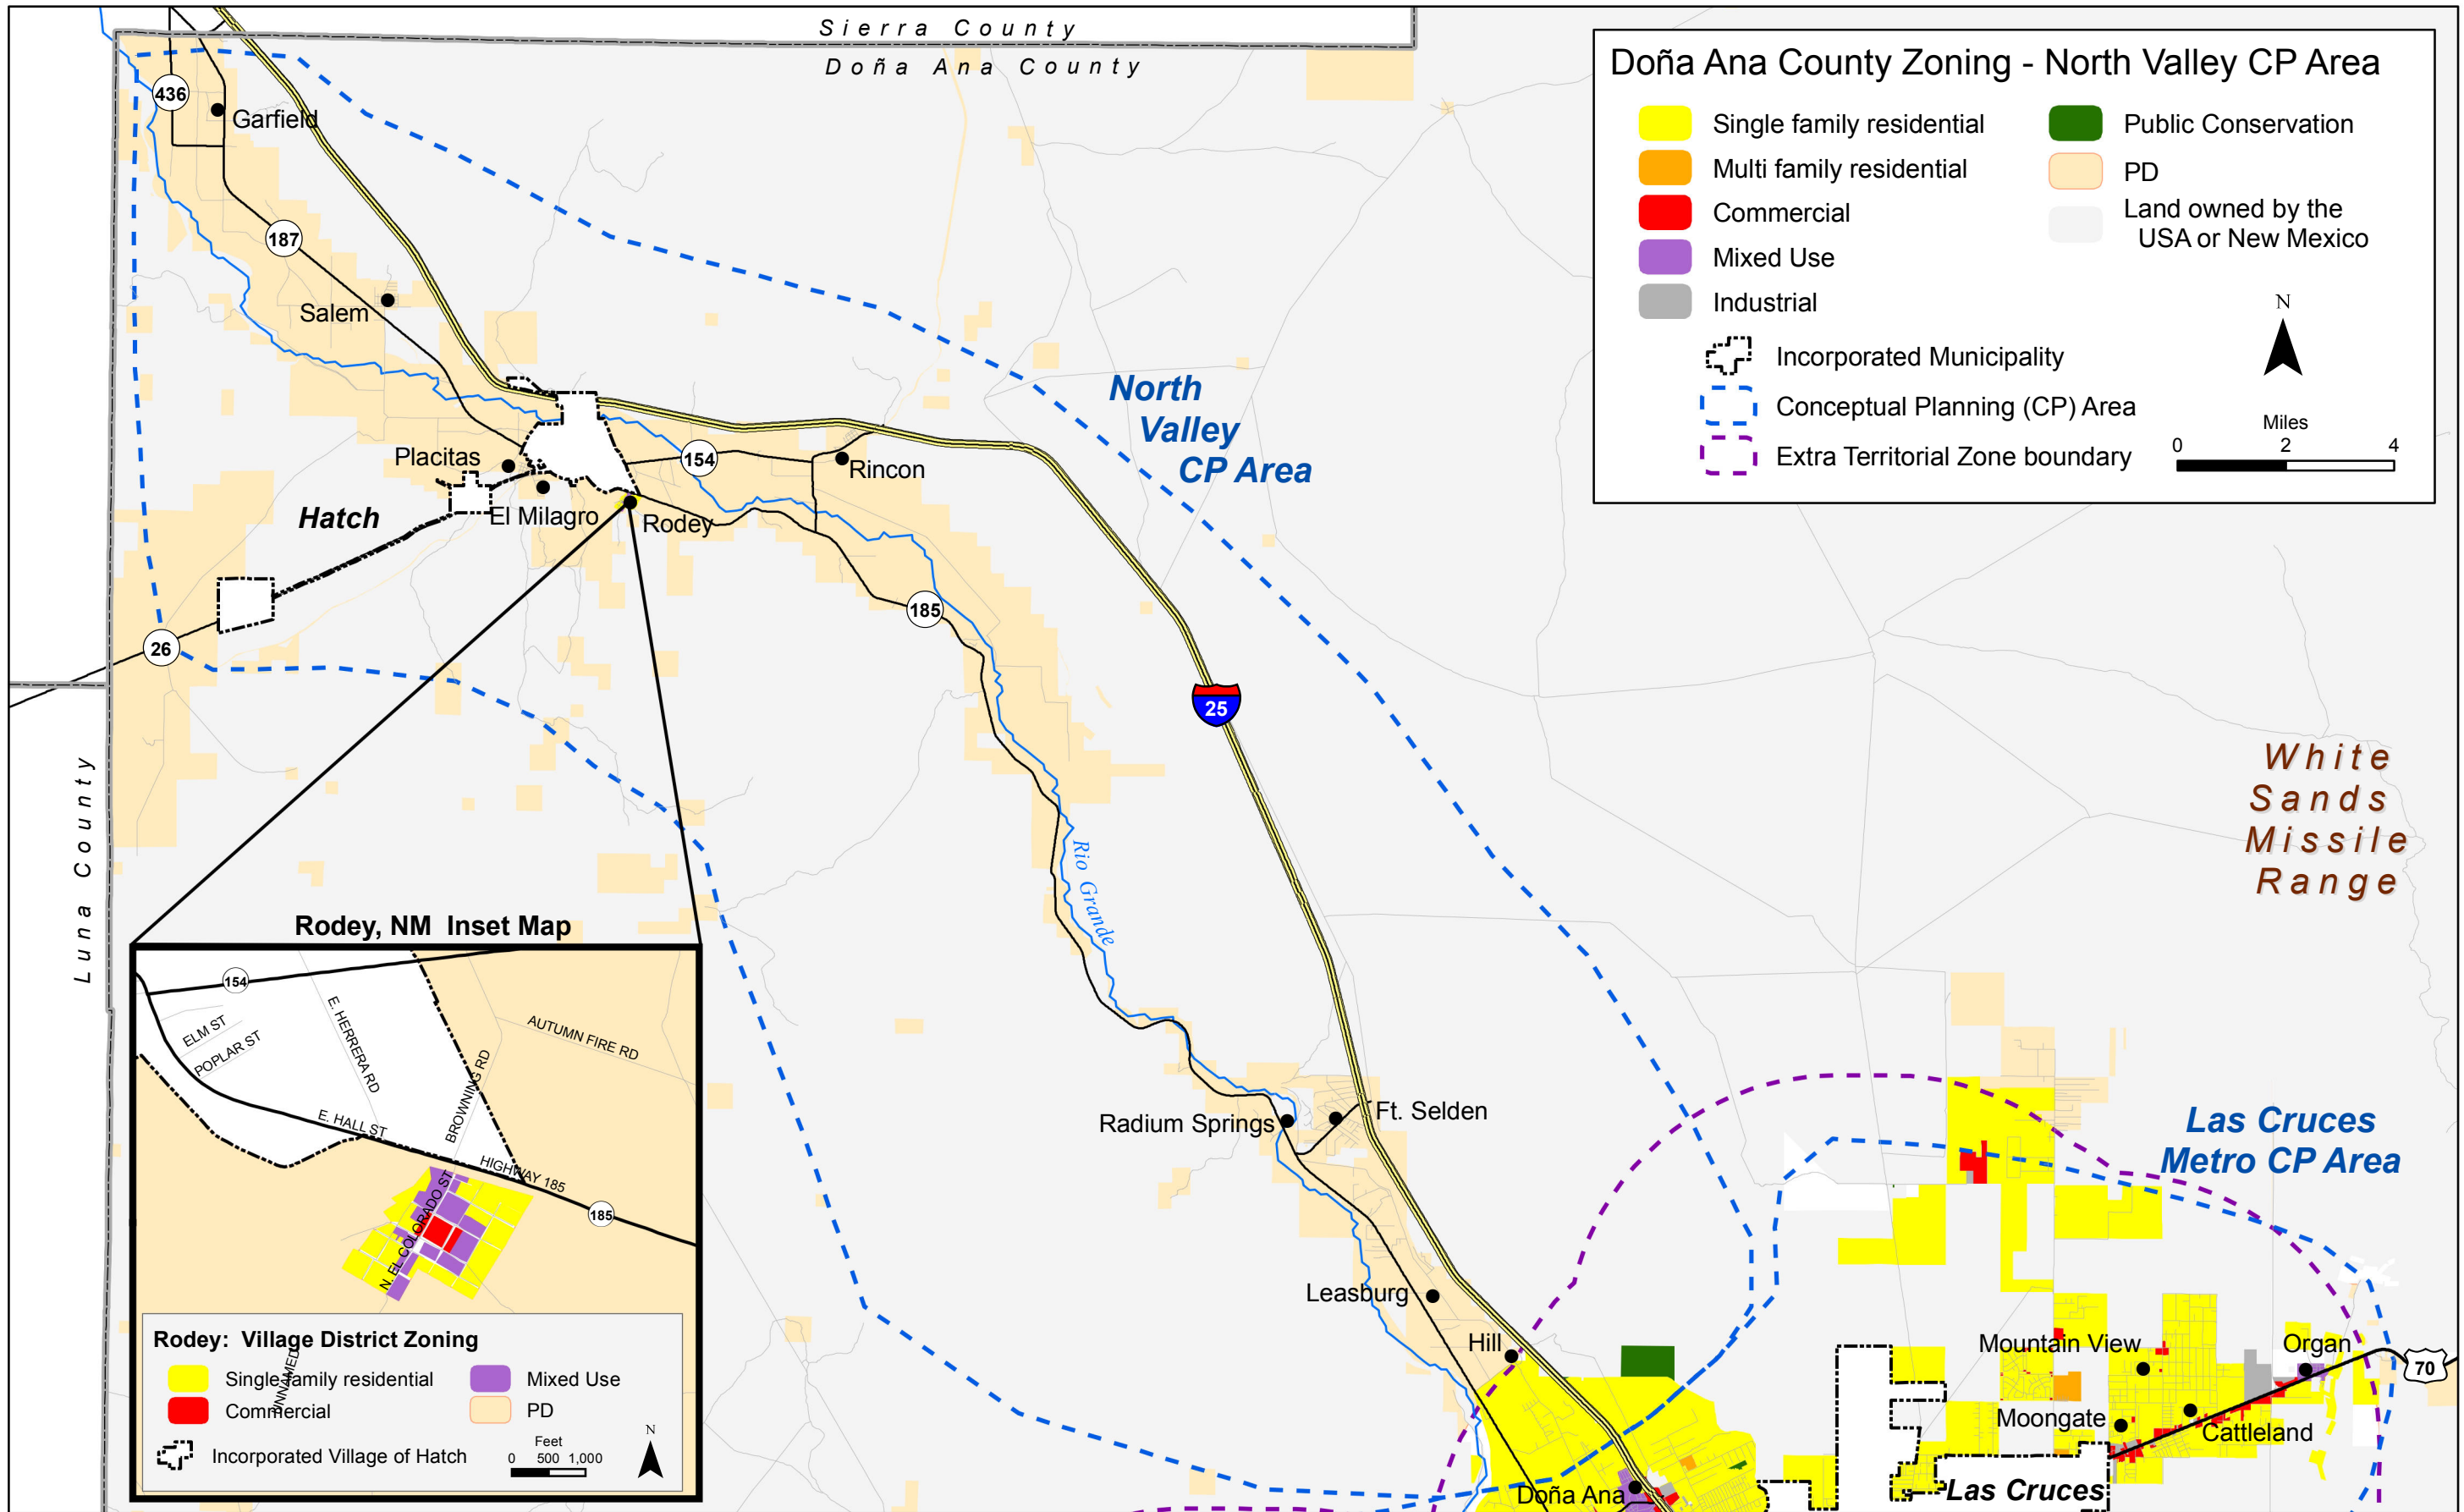 Sierra County
Doña Ana County
Doña Ana County Zoning - North Valley CP Area
Single family residential
Multi family residential
Commercial
Mixed Use
Industrial
Public Conservation
PD
Land owned by the
USA or New Mexico
Incorporated Municipality
Conceptual Planning (CP) Area
Extra Territorial Zone boundary
N
Miles
0 2 4
436
Garfield
187
Salem
North
Valley
CP Area
Placitas
154
Rincon
Hatch
El Milagro
Rodey
185
26
25
Luna County
White
Sands
Missile
Range
Rio Grande
Radium Springs
Ft. Selden
Las Cruces
Metro CP Area
Leasburg
Hill
Mountain View
Organ
70
Moongate
Cattleland
Las Cruces
Doña Ana
Rodey, NM Inset Map
154
ELM ST
POPLAR ST
E. HERRERA RD
AUTUMN FIRE RD
BROWNING RD
E. HALL ST
HIGHWAY 185
185
N. EL COLORADO ST
UNNAMED
Rodey: Village District Zoning
Single family residential
Commercial
Mixed Use
PD
Incorporated Village of Hatch
Feet
0 500 1,000
N